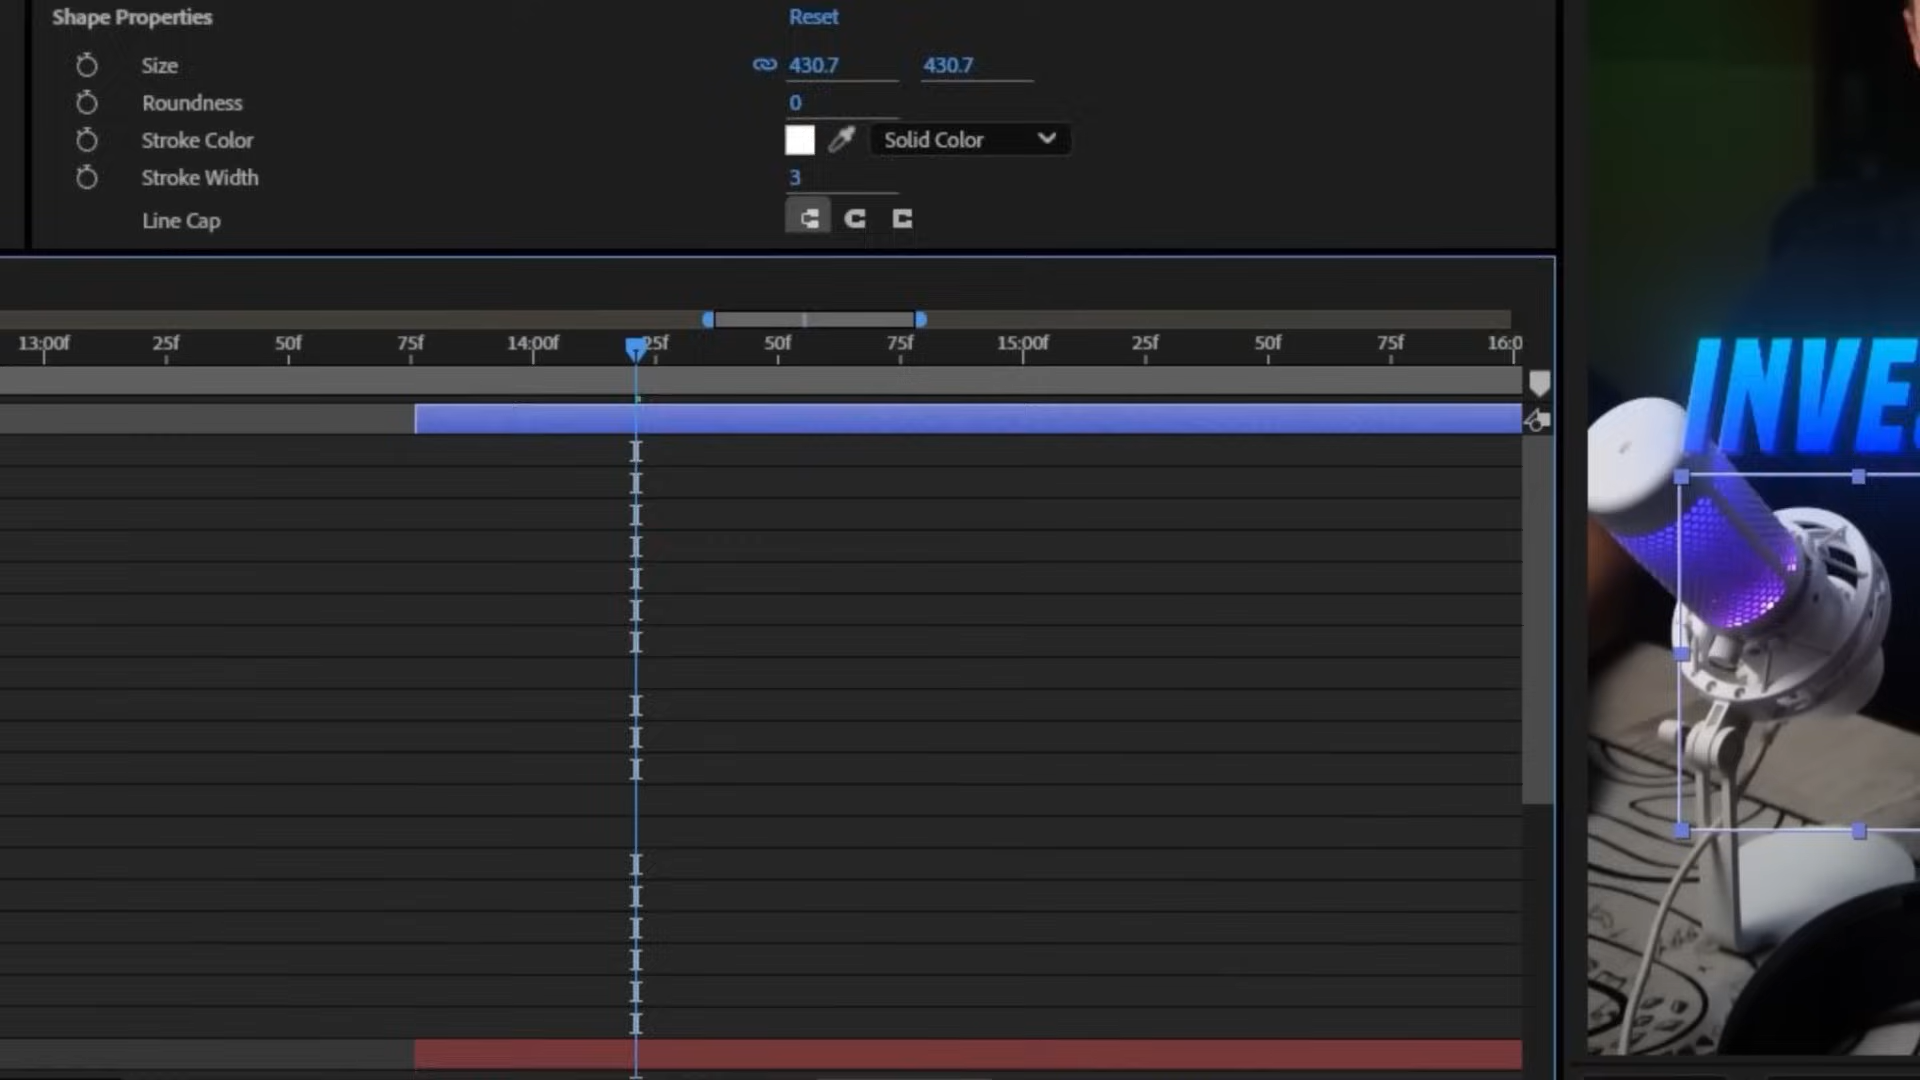 Shape Properties Reset
Size 430.7 430.7
Roundness 0
Stroke Color Solid Color
Stroke Width 3
Line Cap
13:00f 25f 50f 75f 14:00f 25f 50f 75f 15:00f 25f 50f 75f 16:0
INVE